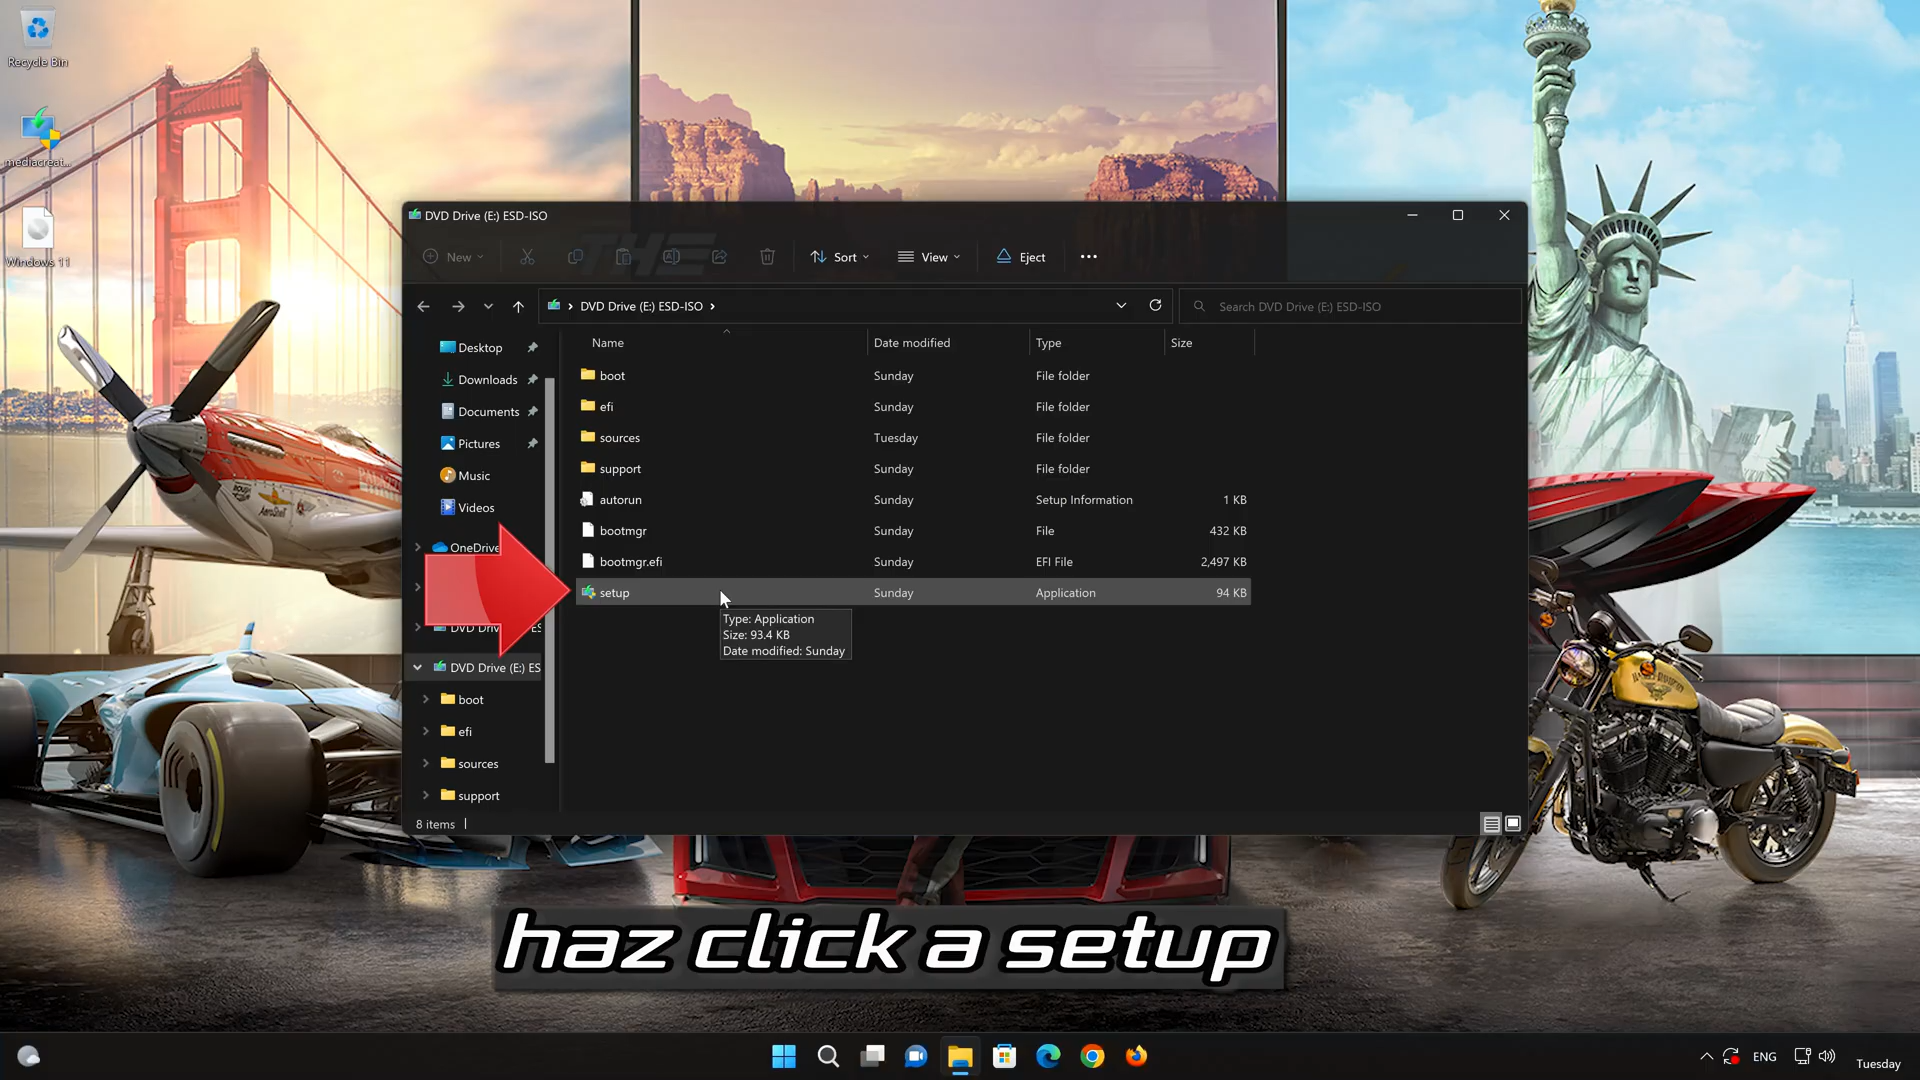 Recycle Bin
mediacreat...
Windows 11
DVD Drive (E:) ESD-ISO
New
Sort
View
Eject
DVD Drive (E:) ESD-ISO
Search DVD Drive (E:) ESD-ISO
Name
Date modified
Type
Size
Desktop
Downloads
Documents
Pictures
Music
Videos
OneDrive
DVD Drive (E:) ES
boot
efi
sources
support
boot Sunday File folder
efi Sunday File folder
sources Tuesday File folder
support Sunday File folder
autorun Sunday Setup Information 1 KB
bootmgr Sunday File 432 KB
bootmgr.efi Sunday EFI File 2,497 KB
setup Sunday Application 94 KB
Type: Application
Size: 93.4 KB
Date modified: Sunday
8 items
THE
haz click a setup
ENG
Tuesday